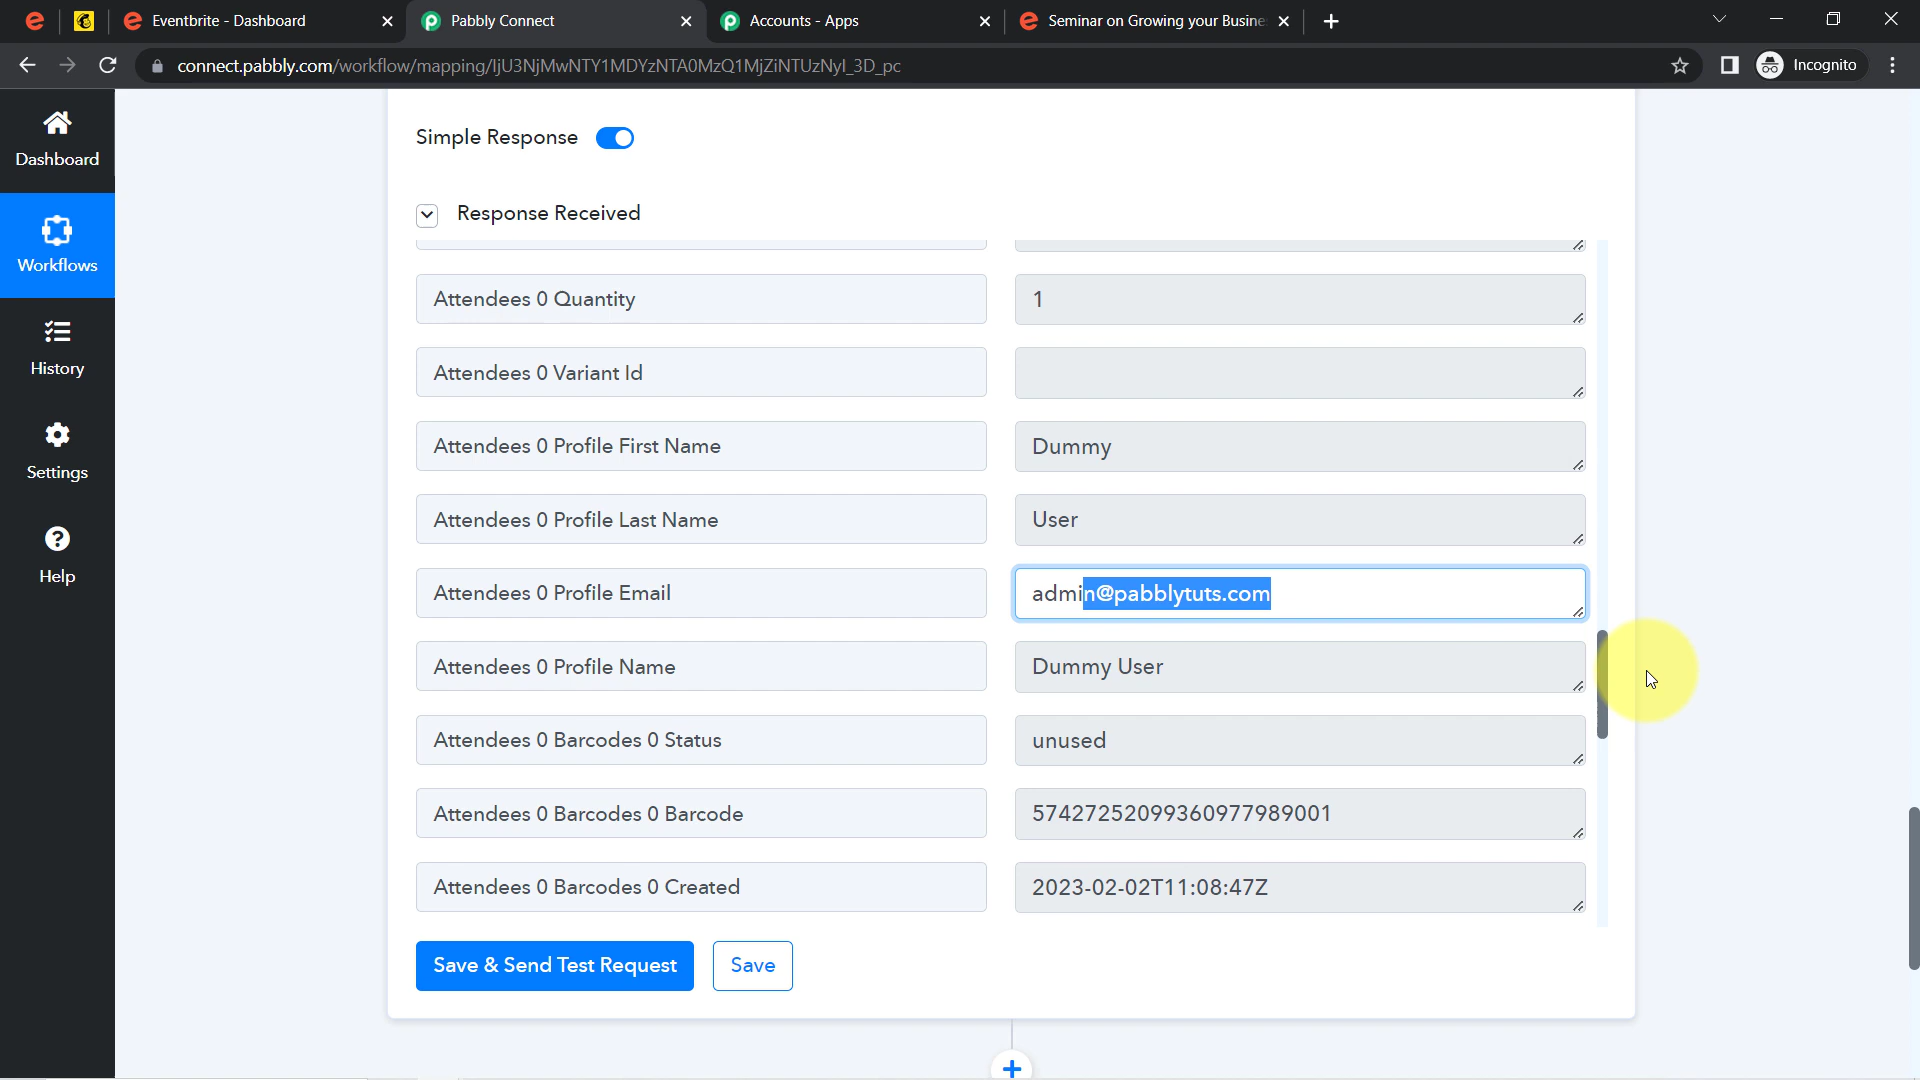 Eventbrite - Dashboard
Pabbly Connect
Accounts - Apps
Seminar on Growing your Busine
connect.pabbly.com/workflow/mapping/IjU3NjMwNTY1MDYzNTA0MzQ1MjZiNTUzNyI_3D_pc
Incognito
Dashboard
Workflows
History
Settings
Help
Simple Response
Response Received
Attendees 0 Quantity
1
Attendees 0 Variant Id
Attendees 0 Profile First Name
Dummy
Attendees 0 Profile Last Name
User
Attendees 0 Profile Email
admin@pabblytuts.com
Attendees 0 Profile Name
Dummy User
Attendees 0 Barcodes 0 Status
unused
Attendees 0 Barcodes 0 Barcode
57427252099360977989001
Attendees 0 Barcodes 0 Created
2023-02-02T11:08:47Z
Save & Send Test Request
Save